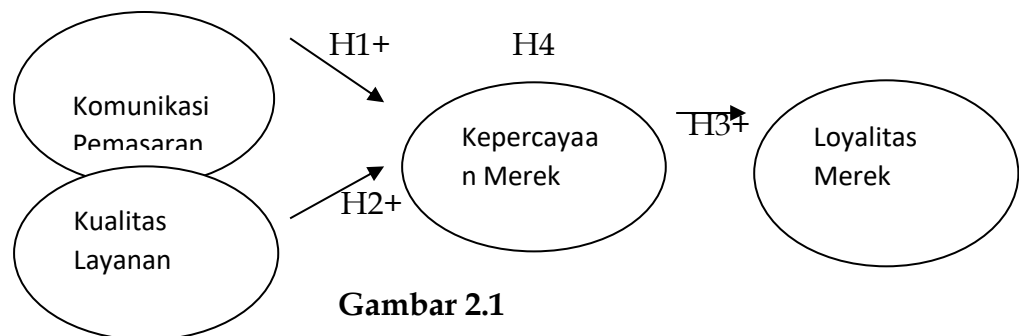 H1+
H4
Komunikasi
Pemasaran
Kepercayaa
n Merek
H3+
Loyalitas
Merek
H2+
Kualitas
Layanan
Gambar 2.1